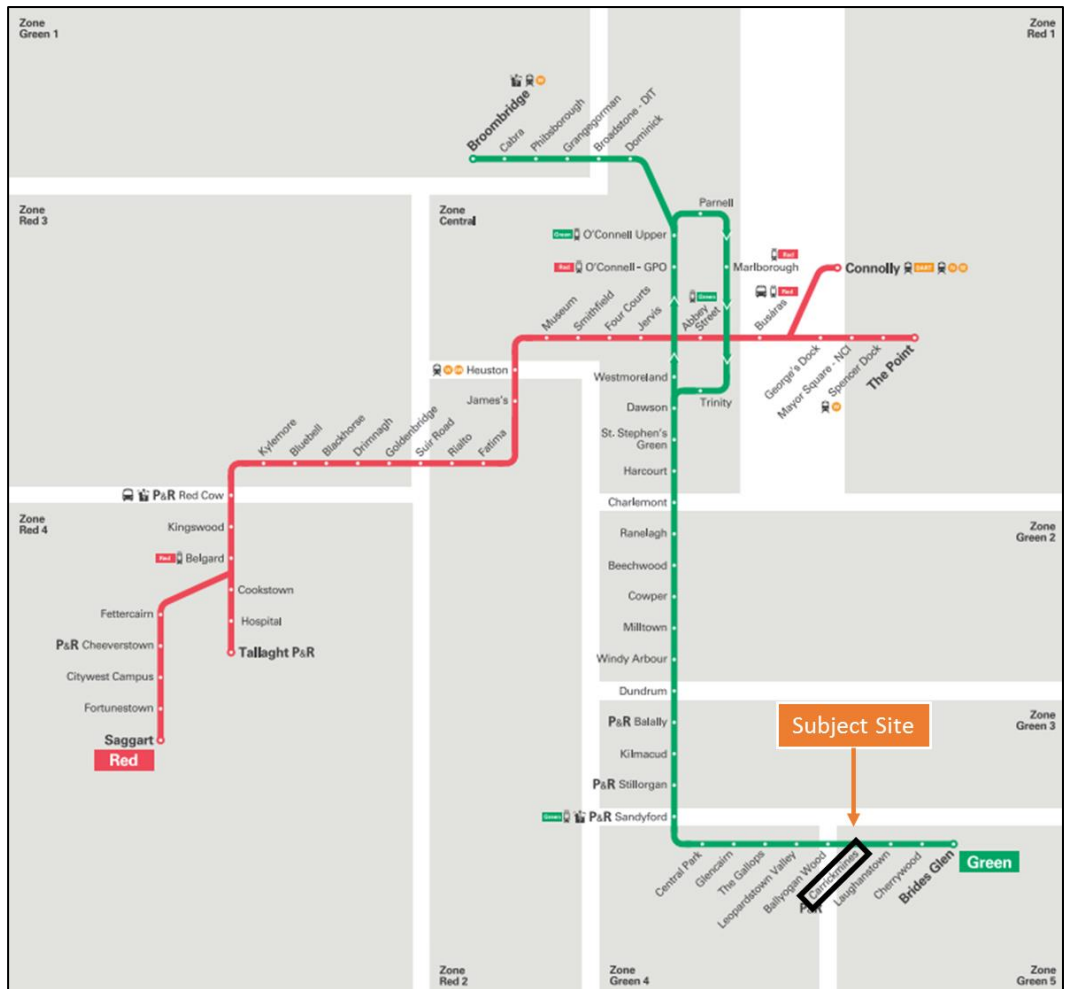 Zone
Green 1
Zone
Red 1
Broombridge
Cabra
Phibsborough
Grangegorman
Broadstone - DIT
Dominick
Zone
Red 3
Zone
Central
Parnell
Green
O'Connell Upper
Red
O'Connell - GPO
Marlborough
Red
Connolly
DART
Green
Red
Museum
Smithfield
Four Courts
Jervis
Abbey
Street
Busáras
George's Dock
Mayor Square - NCI
Spencer Dock
The Point
Heuston
James's
Westmoreland
Trinity
Dawson
St. Stephen's
Green
Harcourt
Charlemont
Kylemore
Bluebell
Blackhorse
Drimnagh
Goldenbridge
Suir Road
Rialto
Fatima
P&R Red Cow
Zone
Red 4
Kingswood
Red
Belgard
Cookstown
Hospital
Tallaght P&R
Fettercairn
P&R Cheeverstown
Citywest Campus
Fortunestown
Saggart
Red
Zone
Green 2
Ranelagh
Beechwood
Cowper
Milltown
Windy Arbour
Dundrum
Zone
Green 3
P&R Balally
Kilmacud
P&R Stillorgan
Green
P&R Sandyford
Subject Site
Central Park
Glencairn
The Gallops
Leopardstown Valley
Ballyogan Wood
Carrickmines
P&R
Laughanstown
Cherrywood
Brides Glen
Green
Zone
Red 2
Zone
Green 4
Zone
Green 5